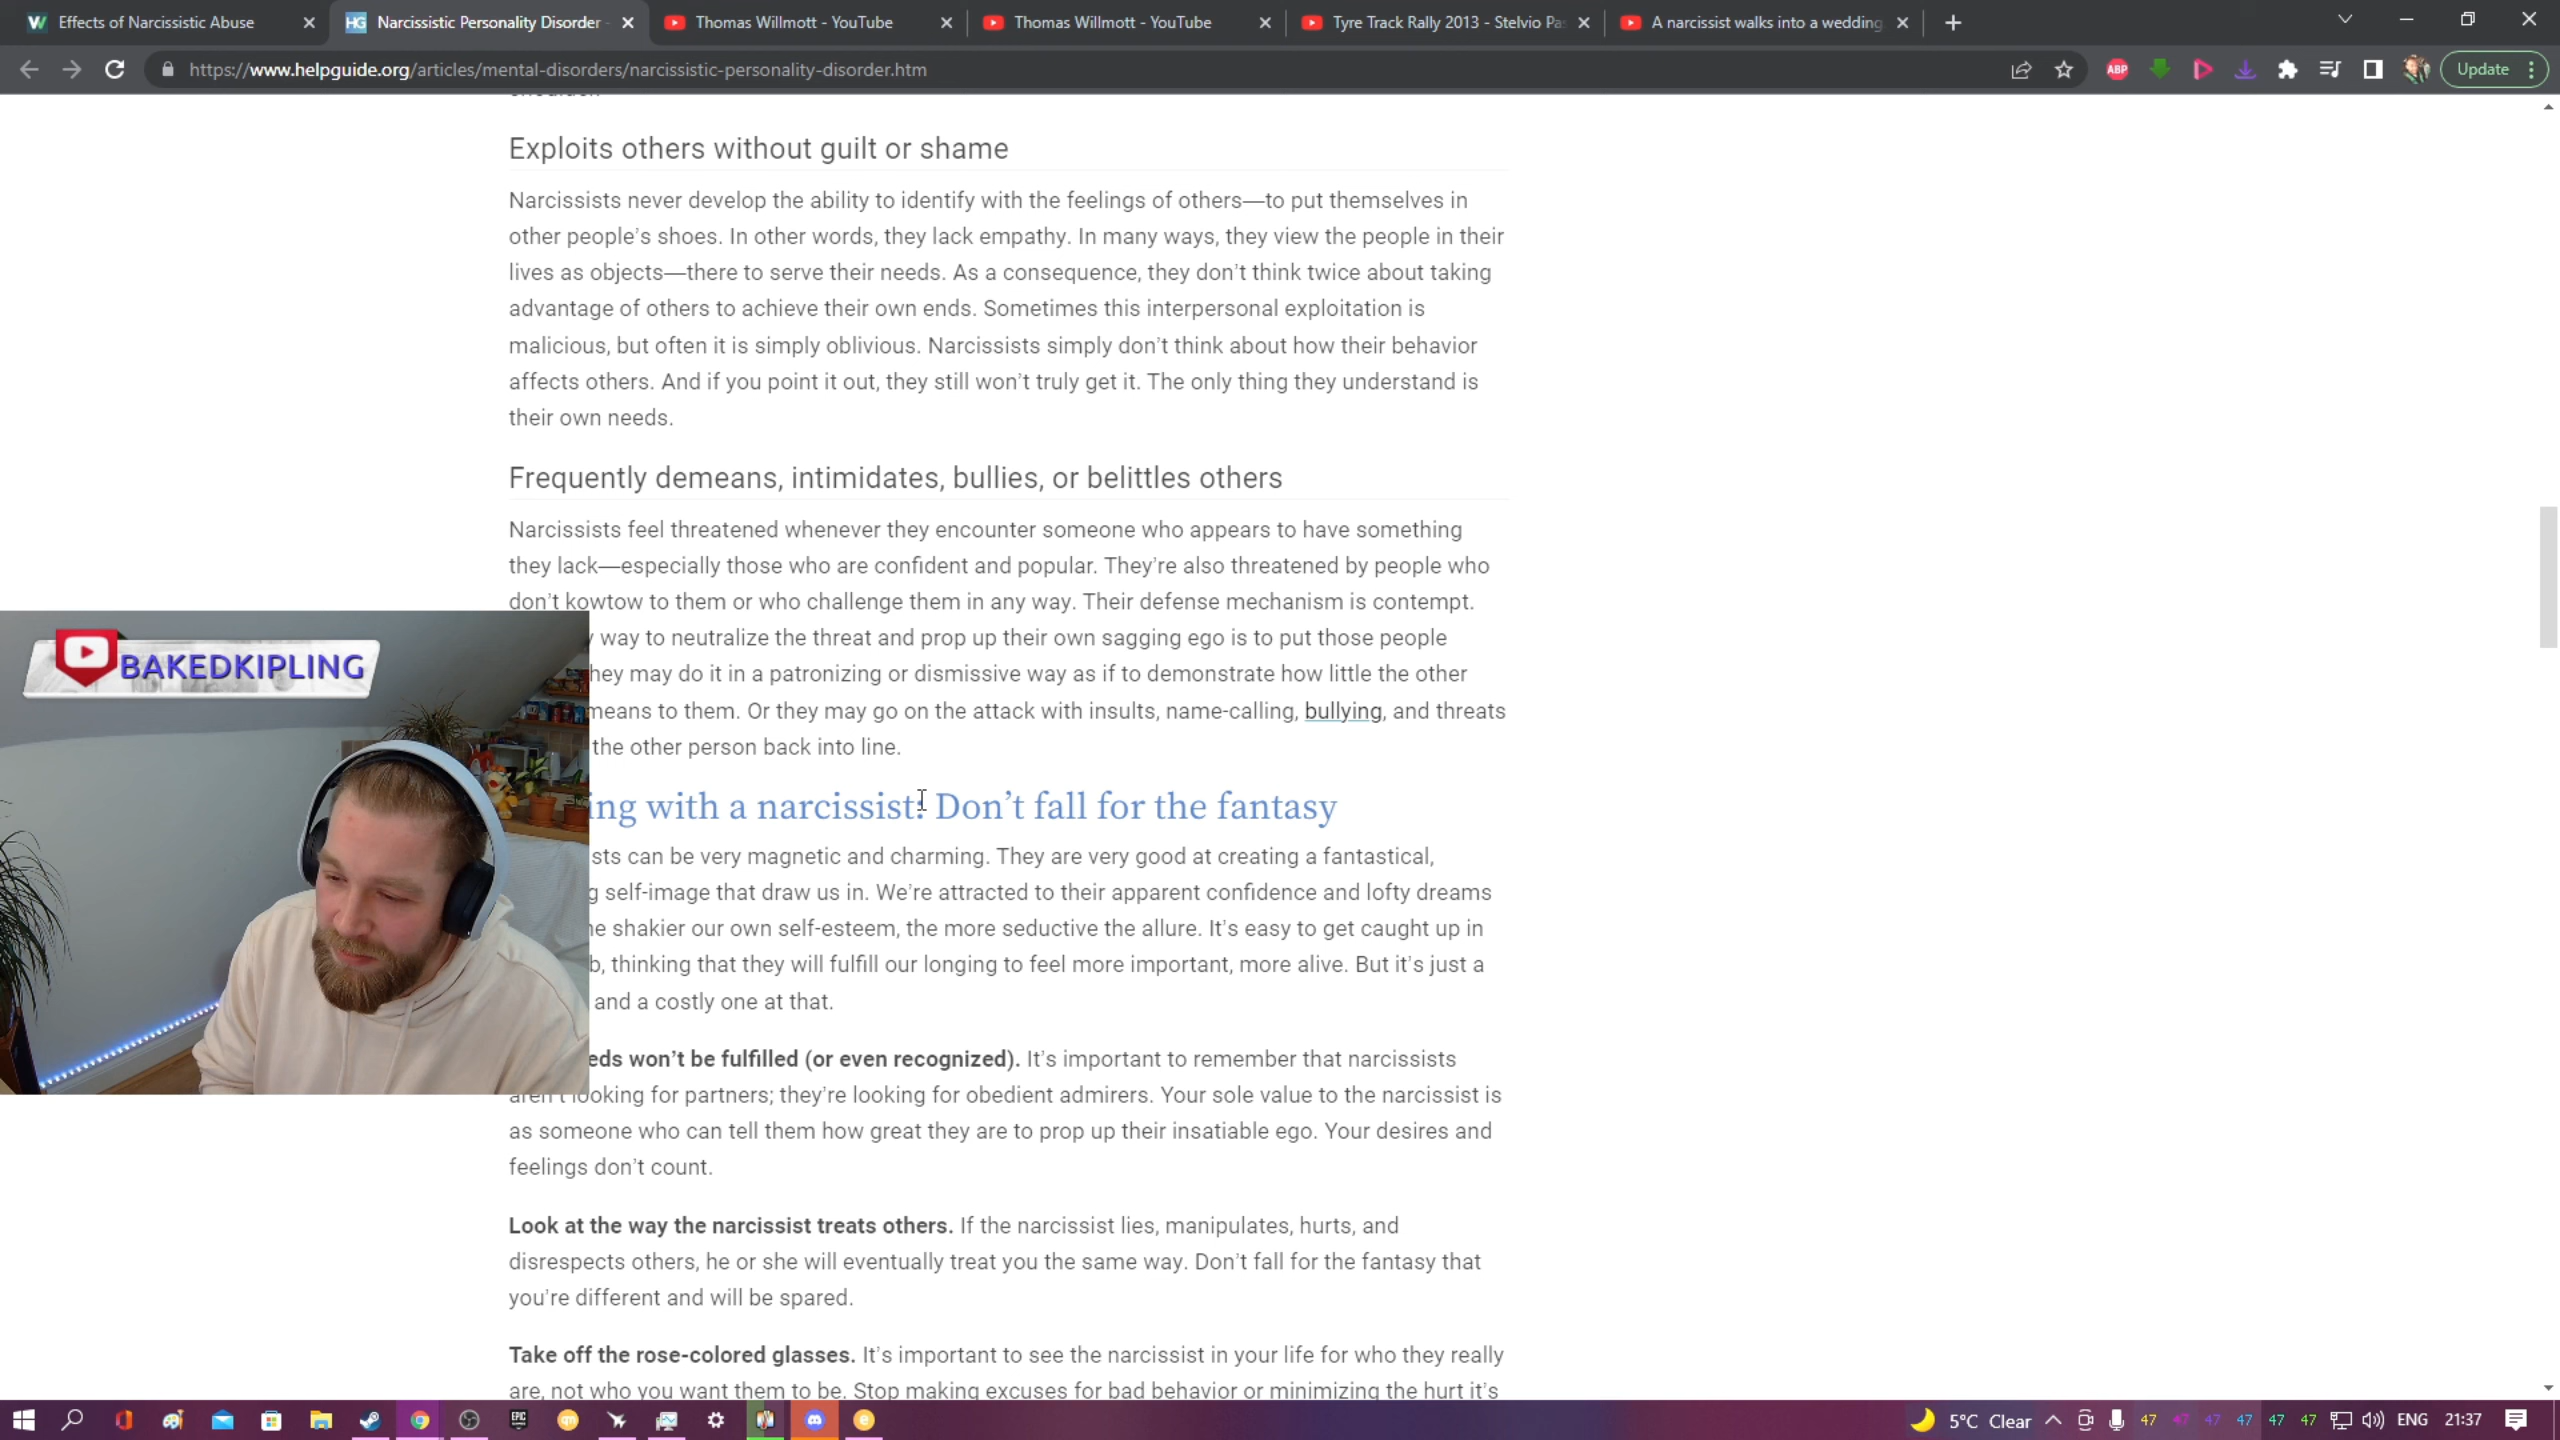 Effects of Narcissistic Abuse
Narcissistic Personality Disorder -
Thomas Willmott - YouTube
Thomas Willmott - YouTube
Tyre Track Rally 2013 - Stelvio Pa
A narcissist walks into a wedding
https://www.helpguide.org/articles/mental-disorders/narcissistic-personality-disorder.htm
ABP
Update
Exploits others without guilt or shame
Narcissists never develop the ability to identify with the feelings of others—to put themselves in
other people's shoes. In other words, they lack empathy. In many ways, they view the people in their
lives as objects—there to serve their needs. As a consequence, they don't think twice about taking
advantage of others to achieve their own ends. Sometimes this interpersonal exploitation is
malicious, but often it is simply oblivious. Narcissists simply don't think about how their behavior
affects others. And if you point it out, they still won't truly get it. The only thing they understand is
their own needs.
Frequently demeans, intimidates, bullies, or belittles others
Narcissists feel threatened whenever they encounter someone who appears to have something
they lack—especially those who are confident and popular. They're also threatened by people who
don't kowtow to them or who challenge them in any way. Their defense mechanism is contempt.
way to neutralize the threat and prop up their own sagging ego is to put those people
hey may do it in a patronizing or dismissive way as if to demonstrate how little the other
means to them. Or they may go on the attack with insults, name-calling, bullying, and threats
the other person back into line.
BAKEDKIPLING
ing with a narcissist: Don't fall for the fantasy
sts can be very magnetic and charming. They are very good at creating a fantastical,
g self-image that draw us in. We're attracted to their apparent confidence and lofty dreams
e shakier our own self-esteem, the more seductive the allure. It's easy to get caught up in
b, thinking that they will fulfill our longing to feel more important, more alive. But it's just a
and a costly one at that.
eds won't be fulfilled (or even recognized). It's important to remember that narcissists
aren't looking for partners; they're looking for obedient admirers. Your sole value to the narcissist is
as someone who can tell them how great they are to prop up their insatiable ego. Your desires and
feelings don't count.
Look at the way the narcissist treats others. If the narcissist lies, manipulates, hurts, and
disrespects others, he or she will eventually treat you the same way. Don't fall for the fantasy that
you're different and will be spared.
Take off the rose-colored glasses. It's important to see the narcissist in your life for who they really
are, not who you want them to be. Stop making excuses for bad behavior or minimizing the hurt it's
EPIC
5°C Clear
47 47 47 47 47 47
ENG
21:37